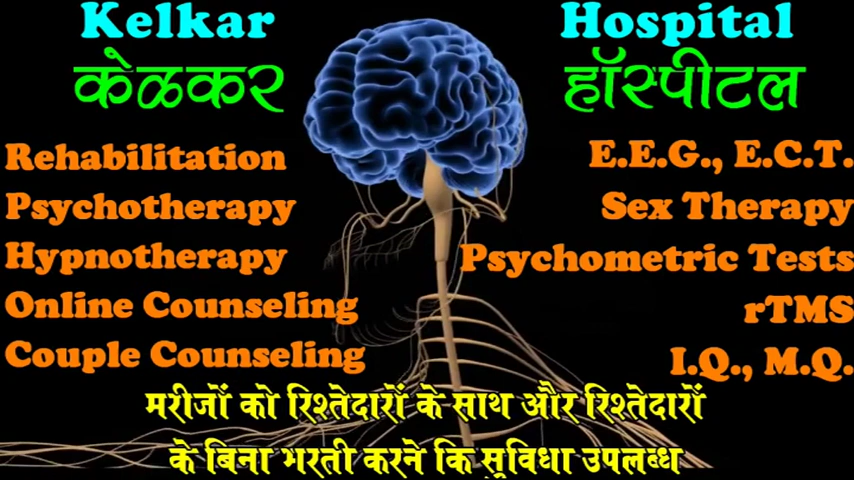 Kelkar Hospital
केळकर हॉस्पीटल
Rehabilitation
Psychotherapy
Hypnotherapy
Online Counseling
Couple Counseling
E.E.G., E.C.T.
Sex Therapy
Psychometric Tests
rTMS
I.Q., M.Q.
मरीजों को रिश्तेदारों के साथ और रिश्तेदारों
के बिना भरती करने कि सुविधा उपलब्ध